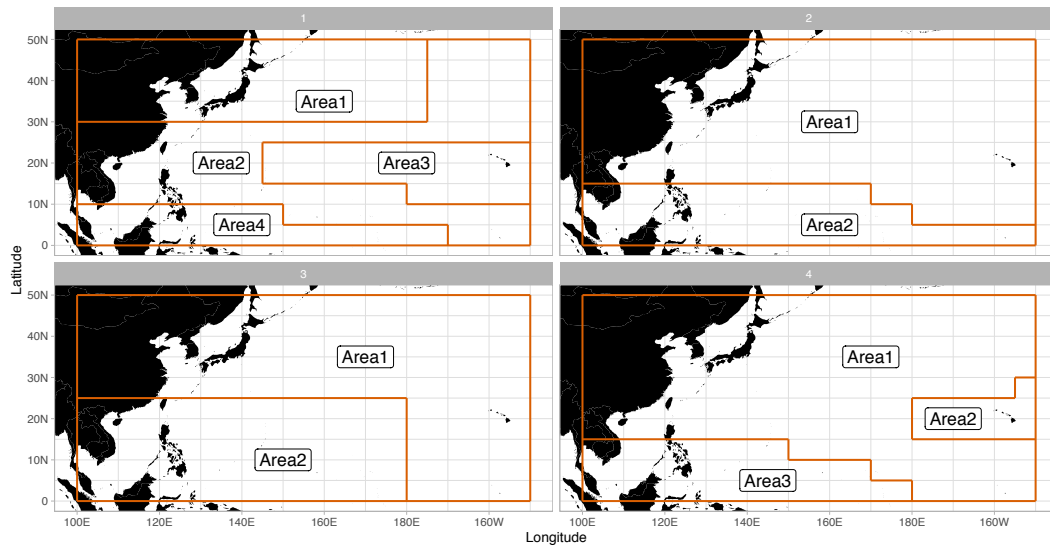 1
2
50N
40N
30N
20N
10N
0
Area1
Area2
Area3
Area4
Area1
Area2
3
4
50N
40N
30N
20N
10N
0
Area1
Area2
Area1
Area2
Area3
100E
120E
140E
160E
180E
160W
100E
120E
140E
160E
180E
160W
Latitude
Longitude